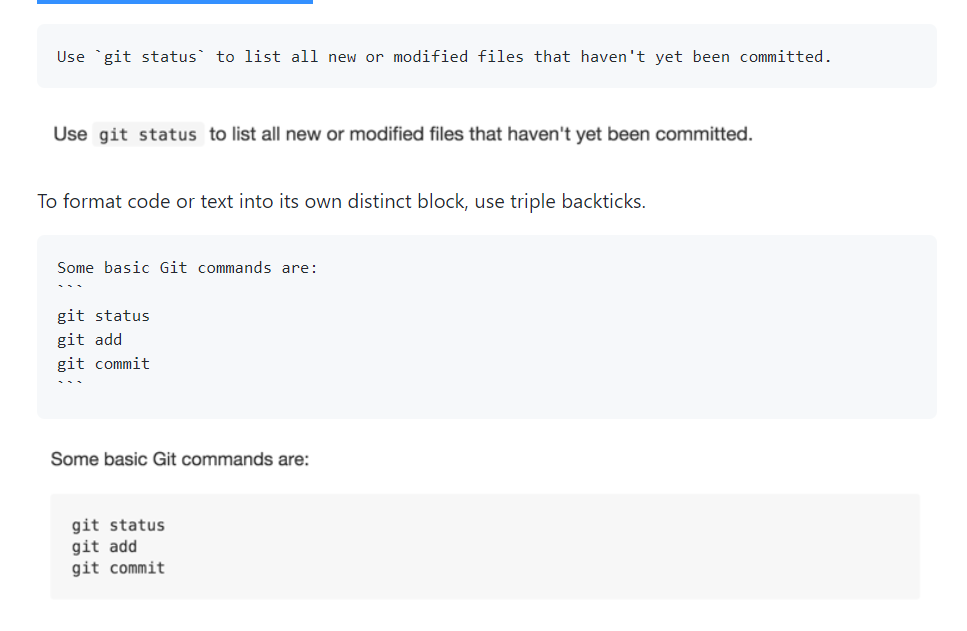 Use `git status` to list all new or modified files that haven't yet been committed.
Use git status to list all new or modified files that haven't yet been committed.
To format code or text into its own distinct block, use triple backticks.
Some basic Git commands are:
```
git status
git add
git commit
```
Some basic Git commands are:
git status
git add
git commit